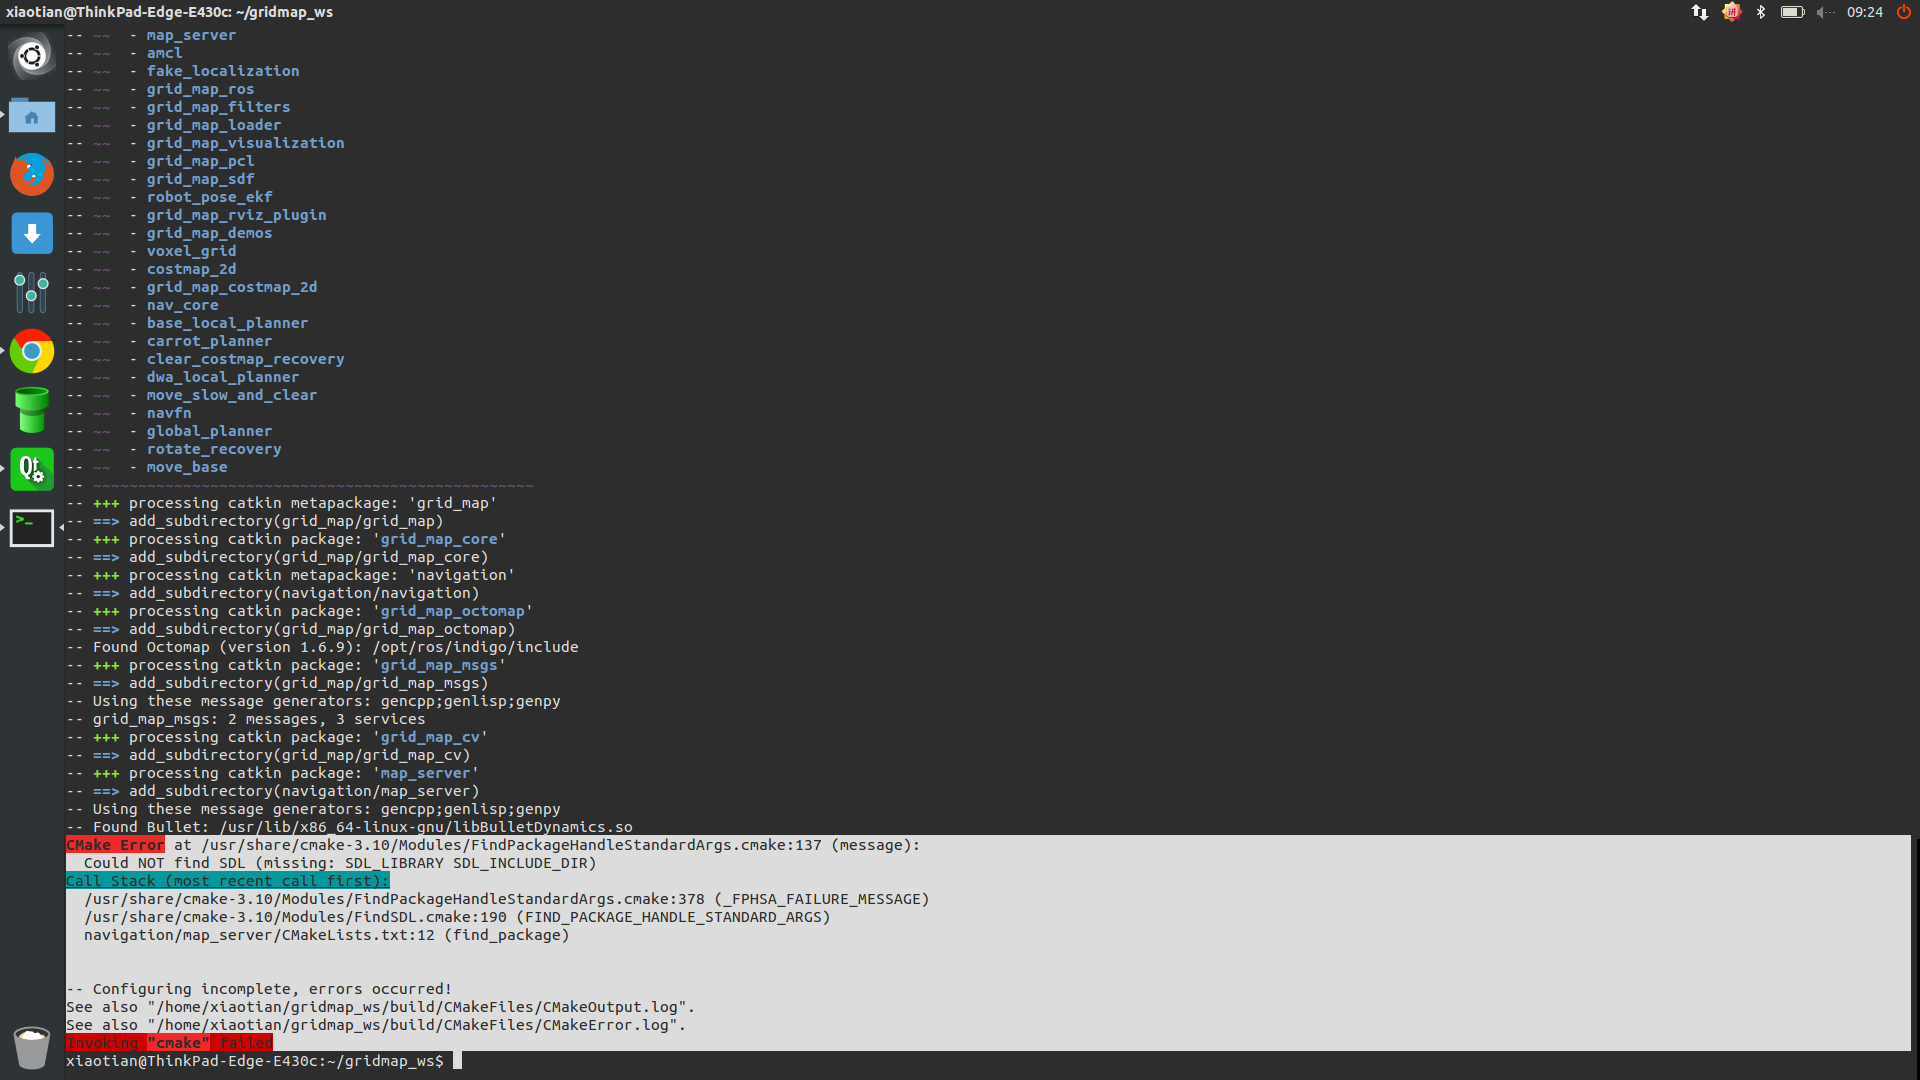 xiaotian@ThinkPad-Edge-E430c: ~/gridmap_ws
09:24
-- ~~  - map_server
-- ~~  - amcl
-- ~~  - fake_localization
-- ~~  - grid_map_ros
-- ~~  - grid_map_filters
-- ~~  - grid_map_loader
-- ~~  - grid_map_visualization
-- ~~  - grid_map_pcl
-- ~~  - grid_map_sdf
-- ~~  - robot_pose_ekf
-- ~~  - grid_map_rviz_plugin
-- ~~  - grid_map_demos
-- ~~  - voxel_grid
-- ~~  - costmap_2d
-- ~~  - grid_map_costmap_2d
-- ~~  - nav_core
-- ~~  - base_local_planner
-- ~~  - carrot_planner
-- ~~  - clear_costmap_recovery
-- ~~  - dwa_local_planner
-- ~~  - move_slow_and_clear
-- ~~  - navfn
-- ~~  - global_planner
-- ~~  - rotate_recovery
-- ~~  - move_base
-- ~~~~~~~~~~~~~~~~~~~~~~~~~~~~~~~~~~~~~~~~~~~~~~~~~
-- +++ processing catkin metapackage: 'grid_map'
-- ==> add_subdirectory(grid_map/grid_map)
-- +++ processing catkin package: 'grid_map_core'
-- ==> add_subdirectory(grid_map/grid_map_core)
-- +++ processing catkin metapackage: 'navigation'
-- ==> add_subdirectory(navigation/navigation)
-- +++ processing catkin package: 'grid_map_octomap'
-- ==> add_subdirectory(grid_map/grid_map_octomap)
-- Found Octomap (version 1.6.9): /opt/ros/indigo/include
-- +++ processing catkin package: 'grid_map_msgs'
-- ==> add_subdirectory(grid_map/grid_map_msgs)
-- Using these message generators: gencpp;genlisp;genpy
-- grid_map_msgs: 2 messages, 3 services
-- +++ processing catkin package: 'grid_map_cv'
-- ==> add_subdirectory(grid_map/grid_map_cv)
-- +++ processing catkin package: 'map_server'
-- ==> add_subdirectory(navigation/map_server)
-- Using these message generators: gencpp;genlisp;genpy
-- Found Bullet: /usr/lib/x86_64-linux-gnu/libBulletDynamics.so
CMake Error at /usr/share/cmake-3.10/Modules/FindPackageHandleStandardArgs.cmake:137 (message):
  Could NOT find SDL (missing: SDL_LIBRARY SDL_INCLUDE_DIR)
Call Stack (most recent call first):
  /usr/share/cmake-3.10/Modules/FindPackageHandleStandardArgs.cmake:378 (_FPHSA_FAILURE_MESSAGE)
  /usr/share/cmake-3.10/Modules/FindSDL.cmake:190 (FIND_PACKAGE_HANDLE_STANDARD_ARGS)
  navigation/map_server/CMakeLists.txt:12 (find_package)
-- Configuring incomplete, errors occurred!
See also "/home/xiaotian/gridmap_ws/build/CMakeFiles/CMakeOutput.log".
See also "/home/xiaotian/gridmap_ws/build/CMakeFiles/CMakeError.log".
Invoking "cmake" failed
xiaotian@ThinkPad-Edge-E430c:~/gridmap_ws$